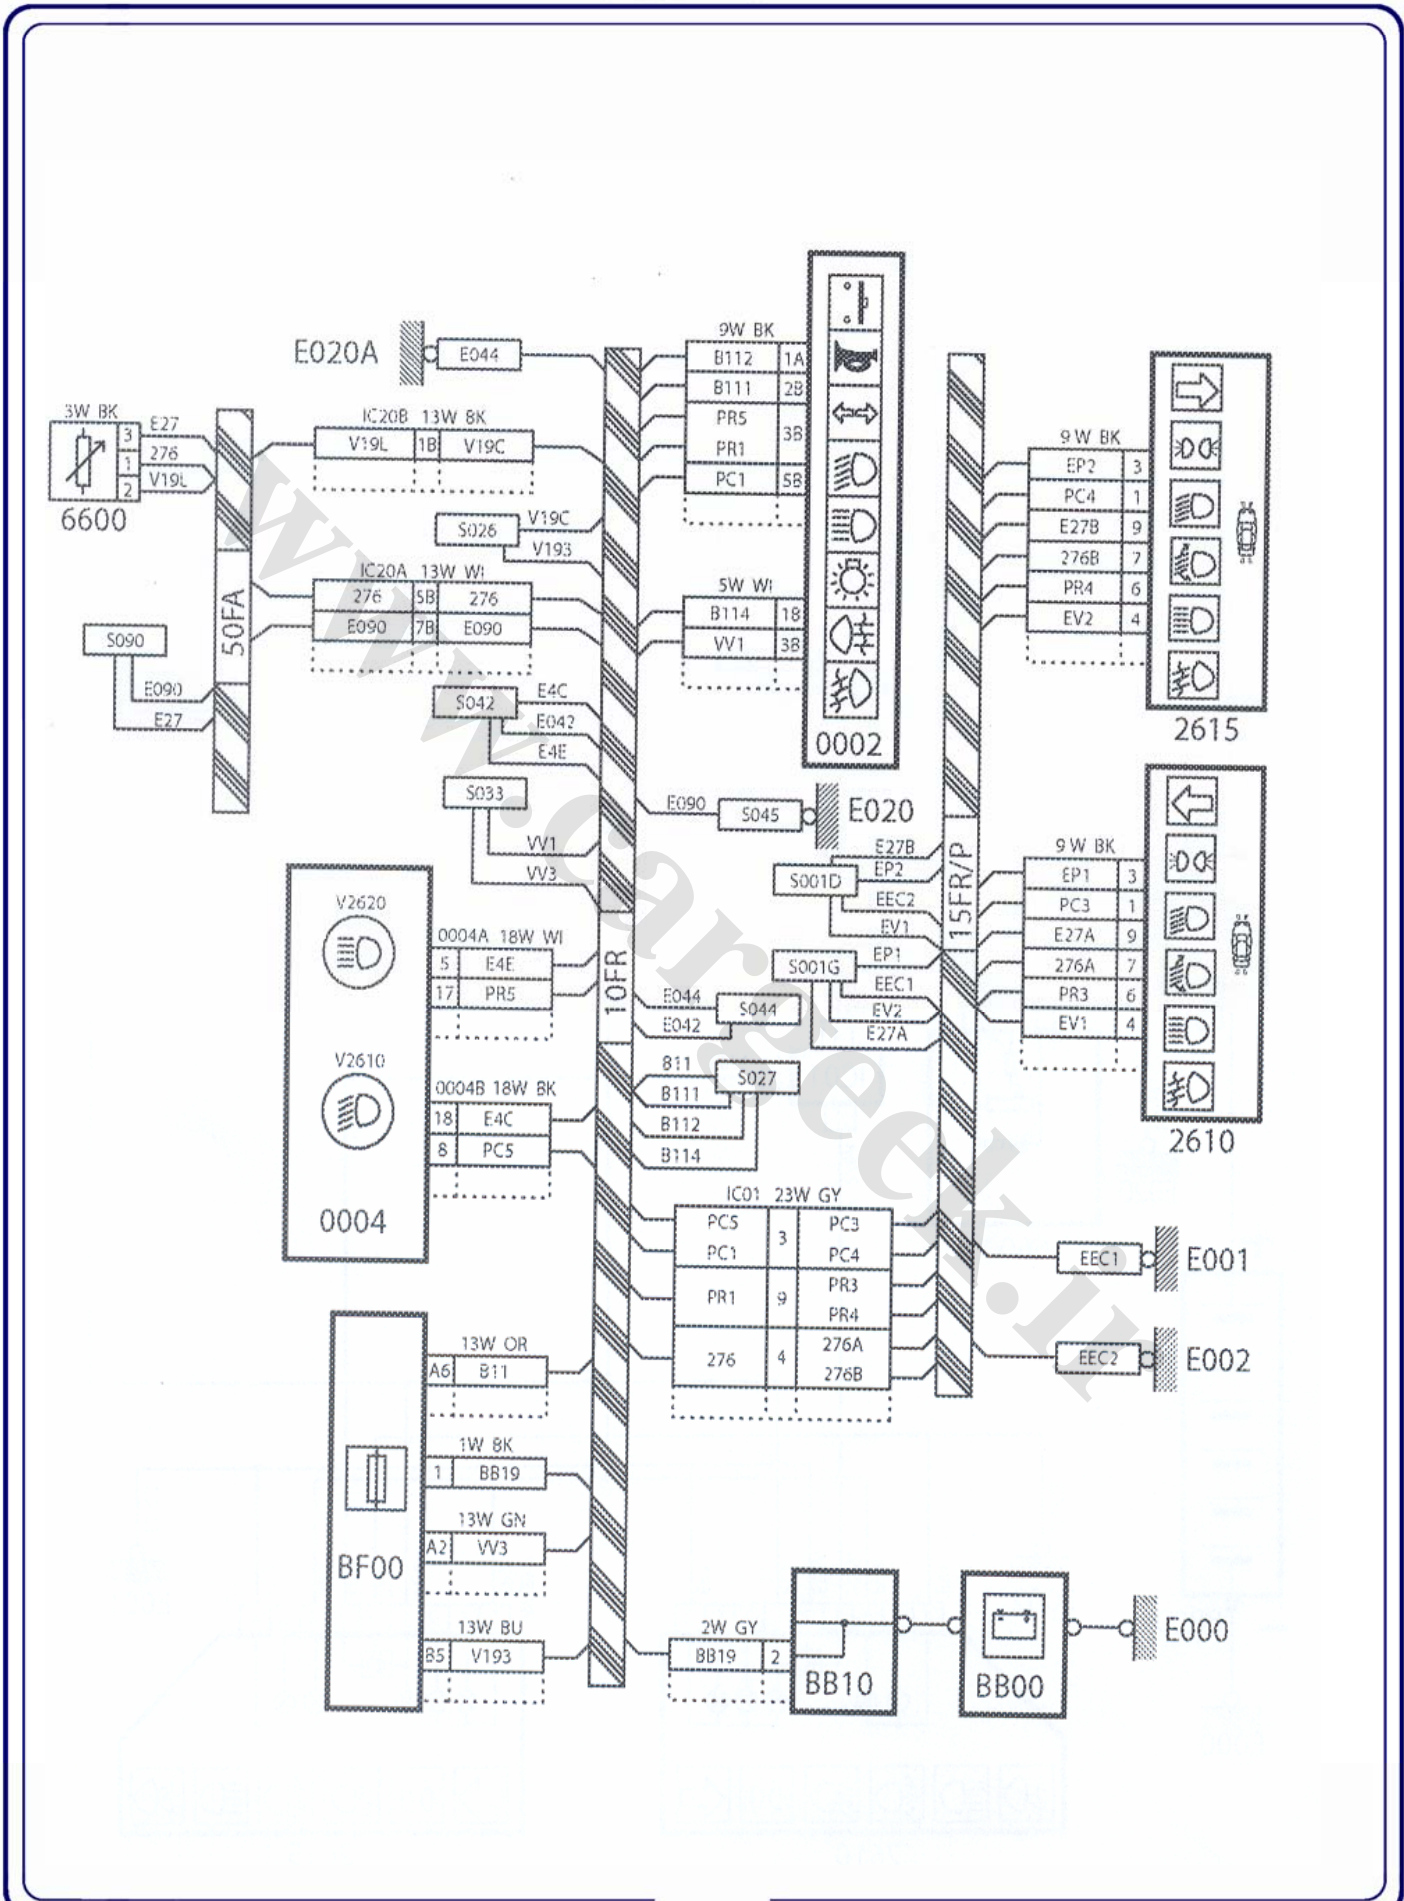 E020A
E044
3W BK
3
1
2
E27
276
V19L
6600
50FA
IC20B 13W BK
V19L 1B V19C
S026
V19C
V193
IC20A 13W WI
276 5B 276
E090 7B E090
S090
E090
E27
S042
E4C
E042
E4E
S033
VV1
VV3
9W BK
B112 1A
B111 2B
PR5
3B
PR1
PC1 5B
5W WI
B114 18
VV1 3B
0002
E090
S045
E020
9 W BK
EP2 3
PC4 1
E27B 9
276B 7
PR4 6
EV2 4
2615
15FR/P
S001D
E27B
EP2
EEC2
EV1
S001G
EP1
EEC1
EV2
E27A
9 W BK
EP1 3
PC3 1
E27A 9
276A 7
PR3 6
EV1 4
2610
V2620
0004A 18W WI
5 E4E
17 PR5
V2610
0004B 18W BK
18 E4C
8 PC5
0004
10FR
E044
E042
S044
B11
B111
B112
B114
S027
IC01 23W GY
PC5 3 PC3
PC1 PC4
PR1 9 PR3
PR4
276 4 276A
276B
EEC1
E001
EEC2
E002
13W OR
A6 B11
1W BK
1 BB19
13W GN
A2 VV3
13W BU
B5 V193
BF00
2W GY
BB19 2
BB10
BB00
E000
www.cargeek.ir